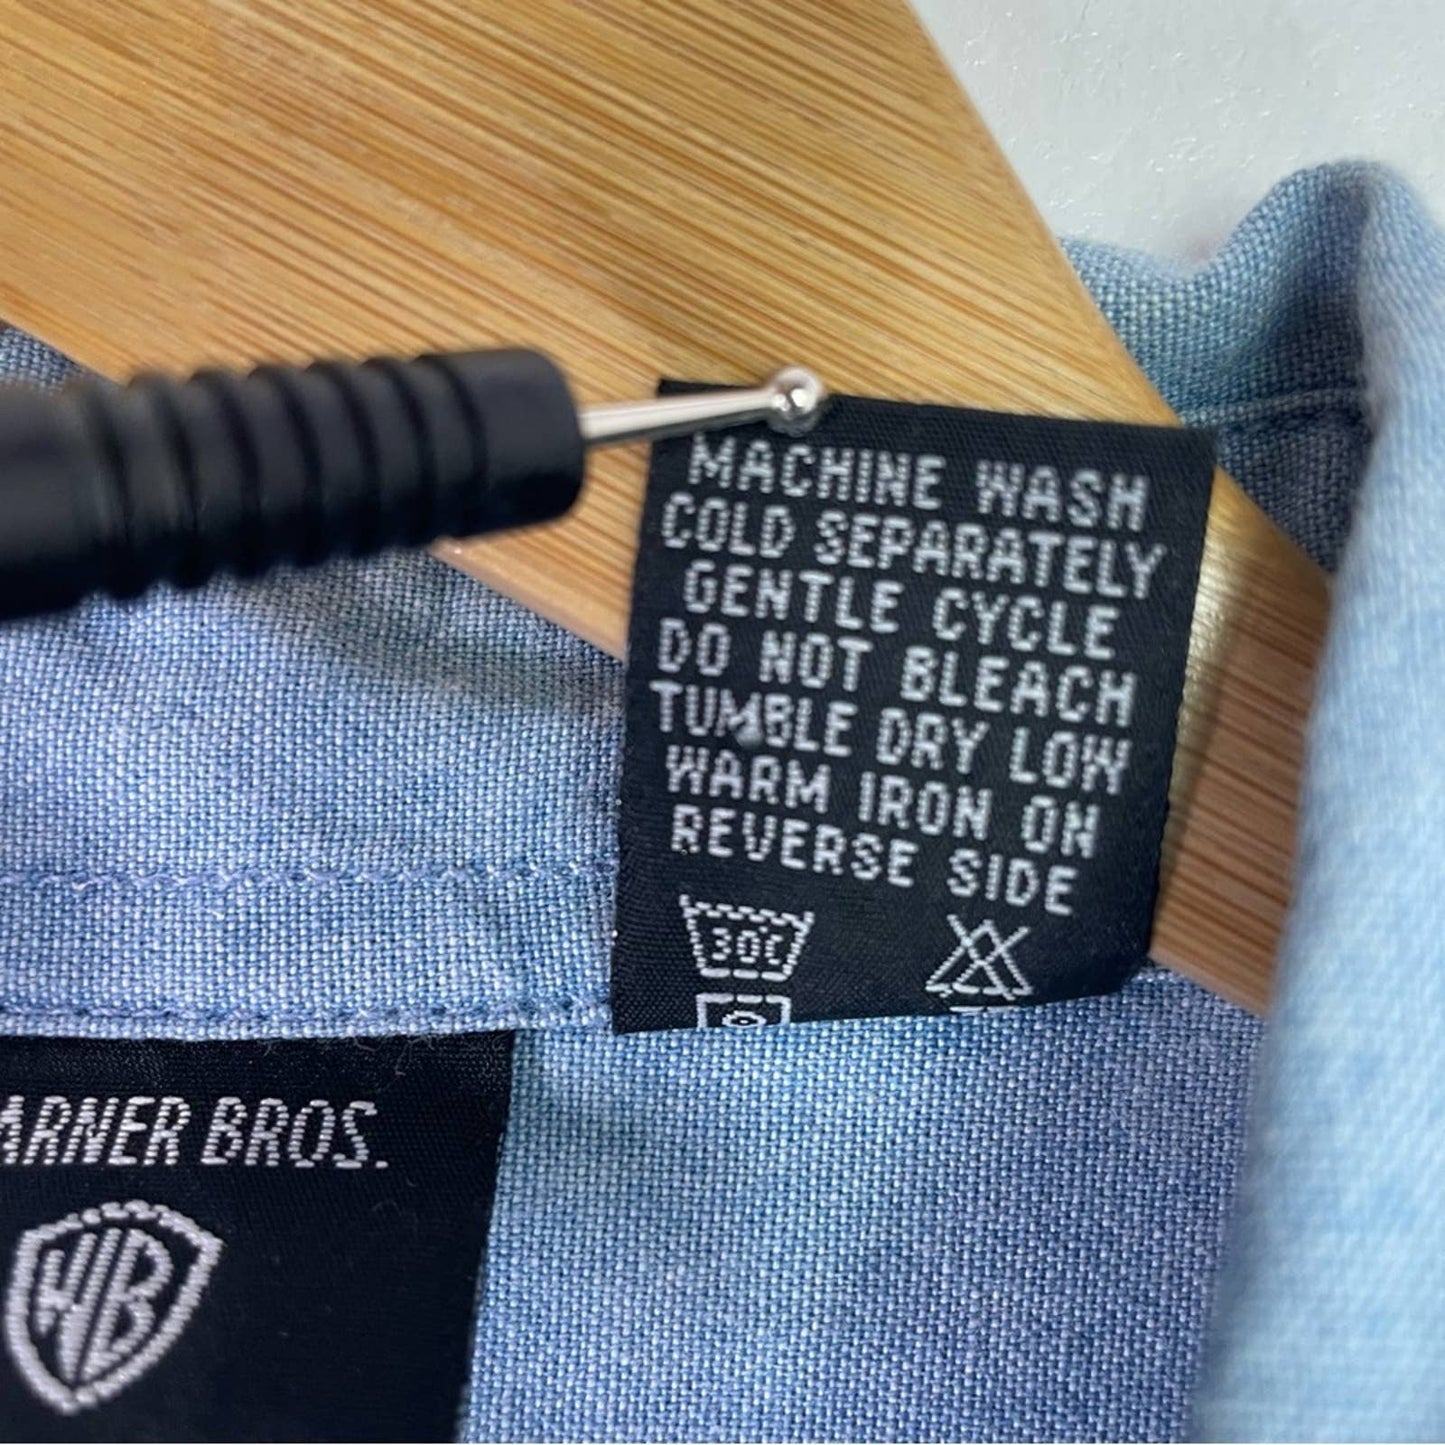 MACHINE WASH
COLD SEPARATELY
GENTLE CYCLE
DO NOT BLEACH
TUMBLE DRY LOW
WARM IRON ON
REVERSE SIDE
30C
ARNER BROS.
WB